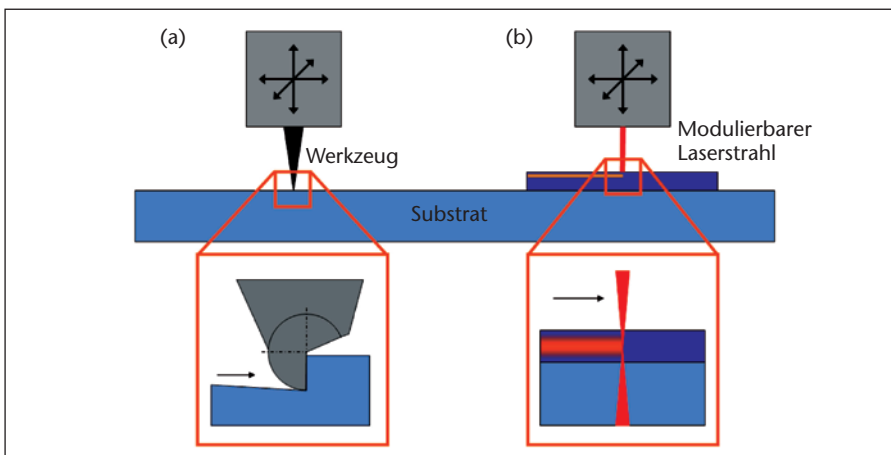 (a)
(b)
Werkzeug
Modulierbarer
Laserstrahl
Substrat